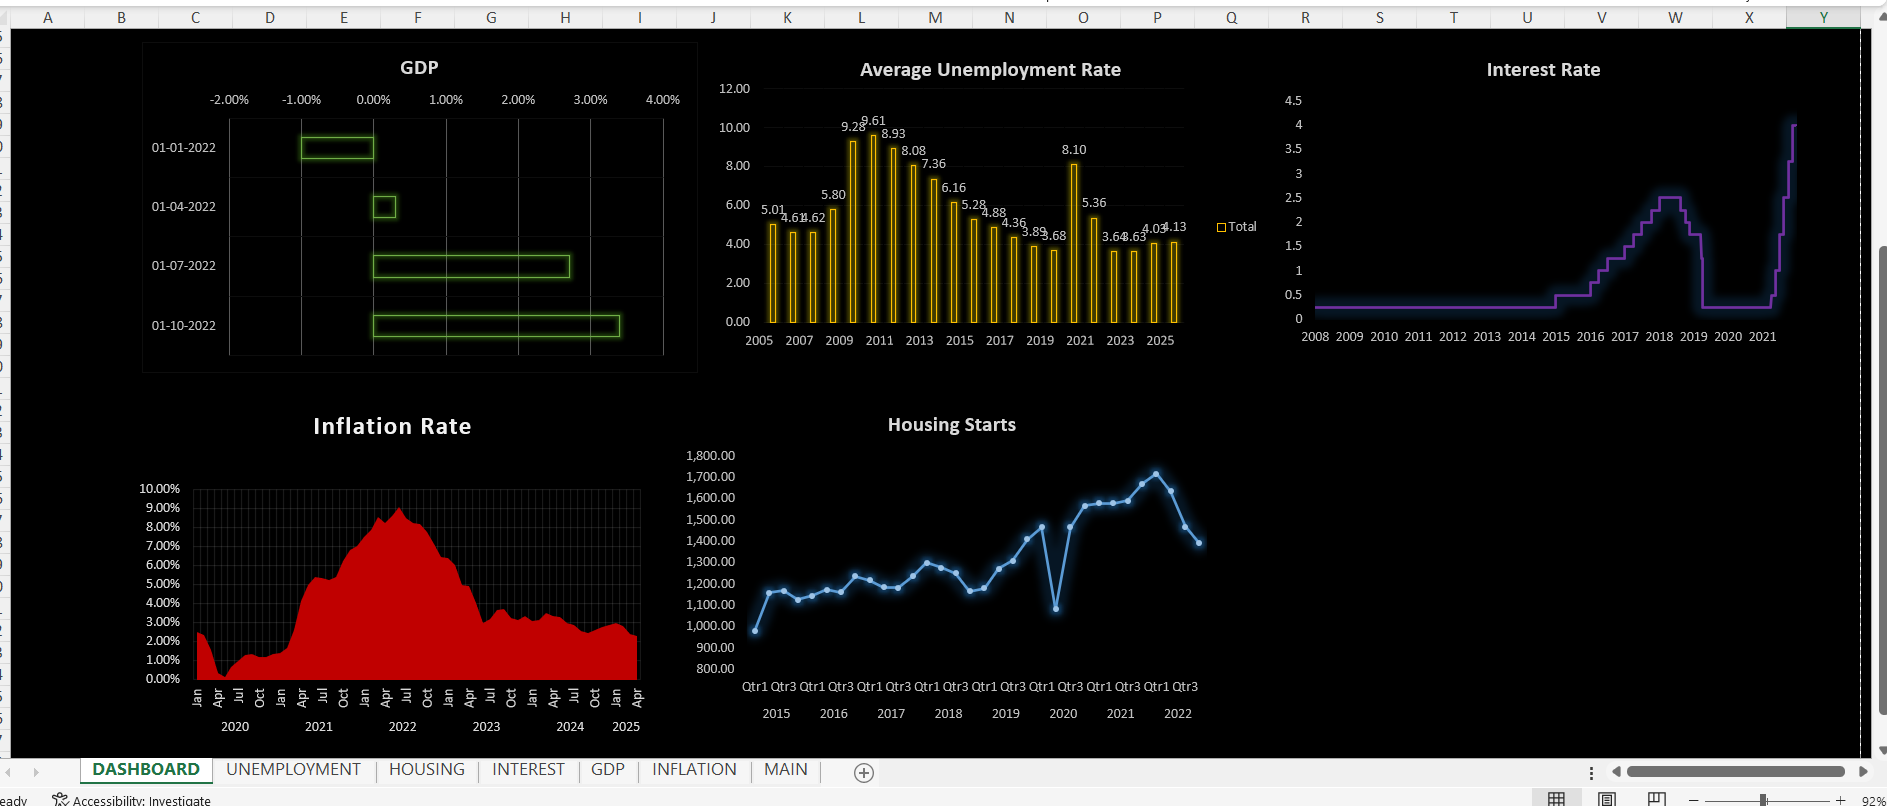 A B C D E F G H I J K L M N O P Q R S T U V W X Y
GDP
-2.00% -1.00% 0.00% 1.00% 2.00% 3.00% 4.00%
01-01-2022
01-04-2022
01-07-2022
01-10-2022
Average Unemployment Rate
12.00
10.00
8.00
6.00
4.00
2.00
0.00
5.01 4.61 4.62 5.80 9.28 9.61 8.93 8.08 7.36 6.16 5.28 4.88 4.36 3.89 3.68 8.10 5.36 3.64 3.63 4.03 4.13
2005 2007 2009 2011 2013 2015 2017 2019 2021 2023 2025
Total
Interest Rate
4.5
4
3.5
3
2.5
2
1.5
1
0.5
0
2008 2009 2010 2011 2012 2013 2014 2015 2016 2017 2018 2019 2020 2021
Inflation Rate
10.00%
9.00%
8.00%
7.00%
6.00%
5.00%
4.00%
3.00%
2.00%
1.00%
0.00%
Jan Apr Jul Oct Jan Apr Jul Oct Jan Apr Jul Oct Jan Apr Jul Oct Jan Apr Jul Oct Jan Apr
2020 2021 2022 2023 2024 2025
Housing Starts
1,800.00
1,700.00
1,600.00
1,500.00
1,400.00
1,300.00
1,200.00
1,100.00
1,000.00
900.00
800.00
Qtr1 Qtr3 Qtr1 Qtr3 Qtr1 Qtr3 Qtr1 Qtr3 Qtr1 Qtr3 Qtr1 Qtr3 Qtr1 Qtr3 Qtr1 Qtr3
2015 2016 2017 2018 2019 2020 2021 2022
DASHBOARD UNEMPLOYMENT HOUSING INTEREST GDP INFLATION MAIN
eady Accessibility: Investigate 92%